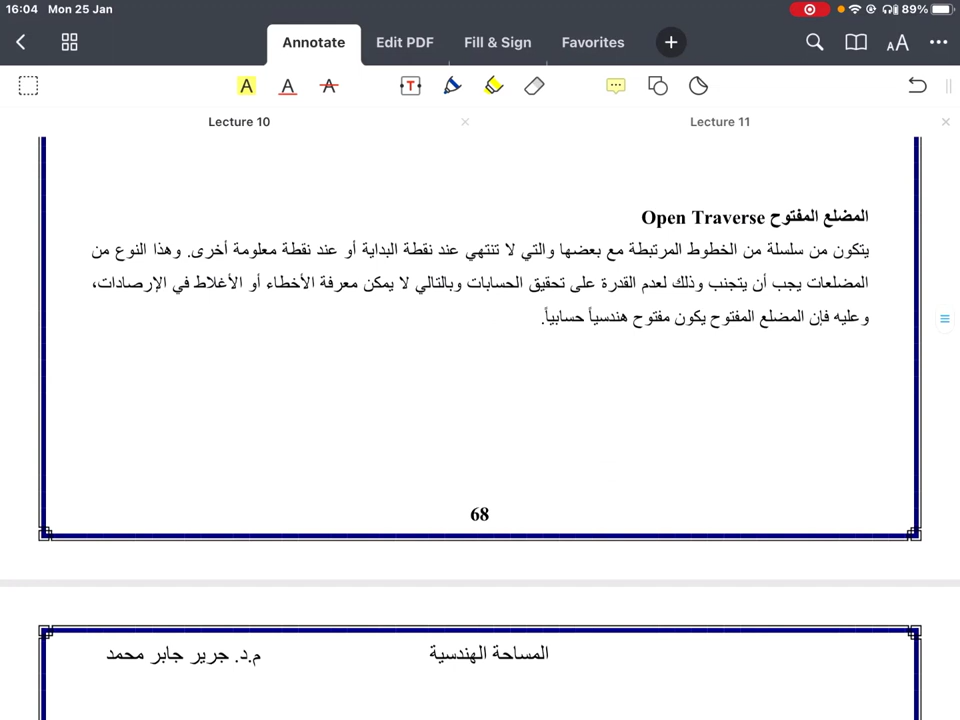 16:04 Mon 25 Jan
89%
Annotate Edit PDF Fill & Sign Favorites
Lecture 10
Lecture 11
المضلع المفتوح Open Traverse
يتكون من سلسلة من الخطوط المرتبطة مع بعضها والتي لا تنتهي عند نقطة البداية أو عند نقطة معلومة أخرى. وهذا النوع من
المضلعات يجب أن يتجنب وذلك لعدم القدرة على تحقيق الحسابات وبالتالي لا يمكن معرفة الأخطاء أو الأغلاط في الإرصادات،
وعليه فإن المضلع المفتوح يكون مفتوح هندسياً حسابياً.
68
المساحة الهندسية
م.د. جرير جابر محمد